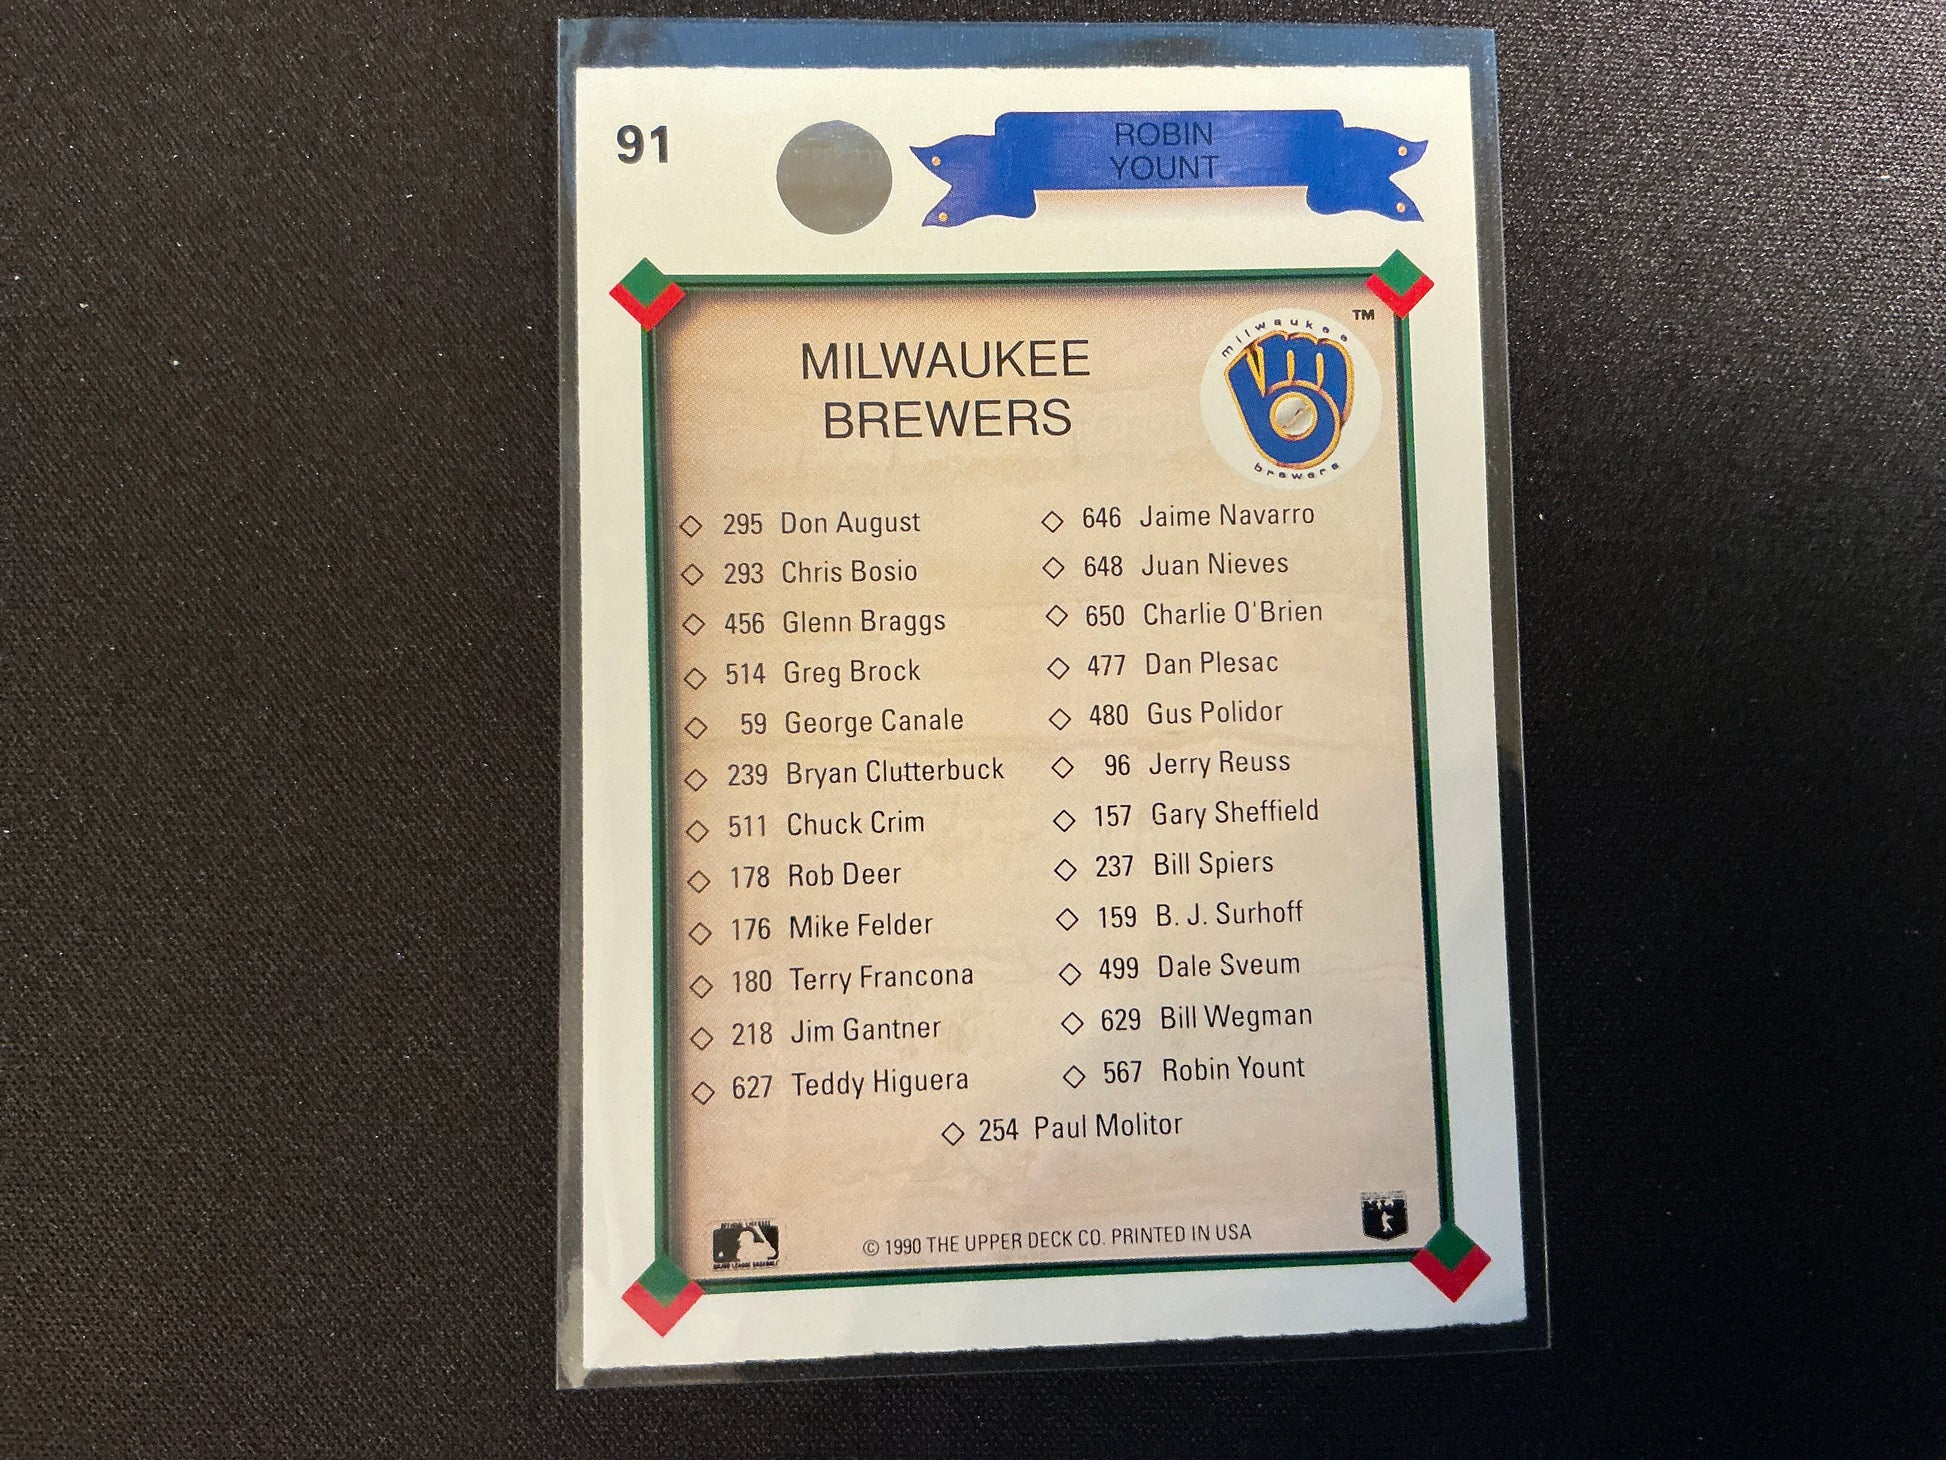 91
ROBIN
YOUNT
TM
milwaukee
brewers
MILWAUKEE
BREWERS
295 Don August
293 Chris Bosio
456 Glenn Braggs
514 Greg Brock
59 George Canale
239 Bryan Clutterbuck
511 Chuck Crim
178 Rob Deer
176 Mike Felder
180 Terry Francona
218 Jim Gantner
627 Teddy Higuera
646 Jaime Navarro
648 Juan Nieves
650 Charlie O'Brien
477 Dan Plesac
480 Gus Polidor
96 Jerry Reuss
157 Gary Sheffield
237 Bill Spiers
159 B. J. Surhoff
499 Dale Sveum
629 Bill Wegman
567 Robin Yount
254 Paul Molitor
© 1990 THE UPPER DECK CO. PRINTED IN USA